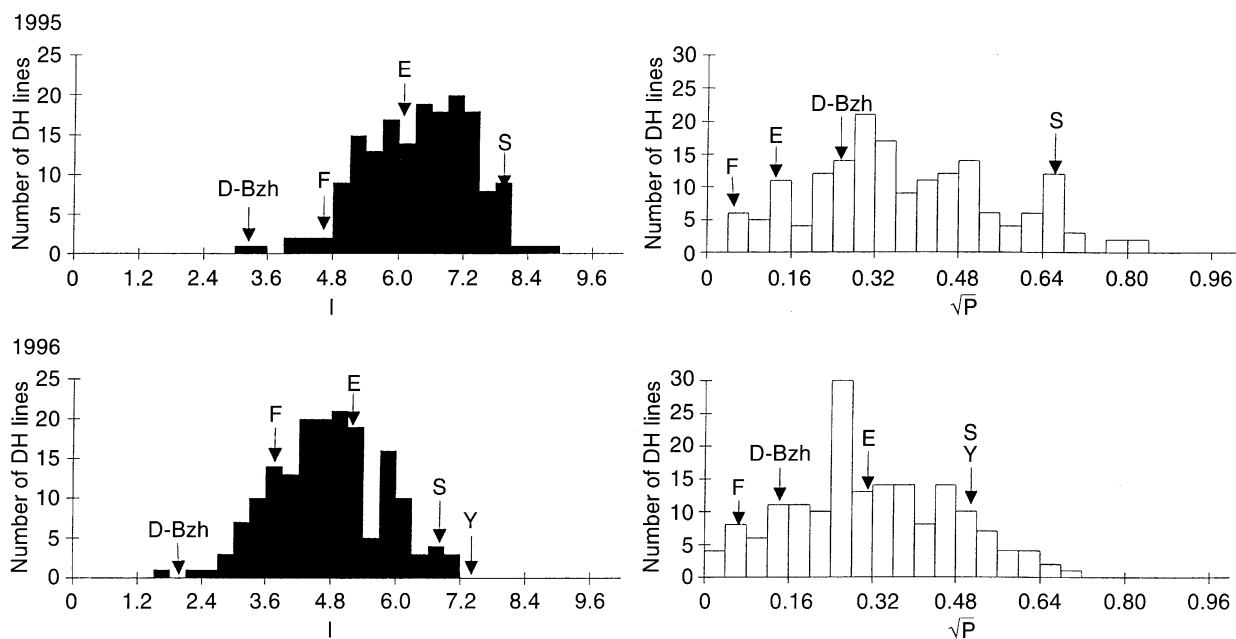 1995
Number of DH lines
25
20
15
10
5
0
D-Bzh
F
E
S
0 1.2 2.4 3.6 4.8 6.0 7.2 8.4 9.6
I
Number of DH lines
30
25
20
15
10
5
0
F
E
D-Bzh
S
0 0.16 0.32 0.48 0.64 0.80 0.96
√P
1996
Number of DH lines
25
20
15
10
5
0
D-Bzh
F
E
S
Y
0 2.4 3.6 4.8 6.0 7.2 8.4 9.6
I
Number of DH lines
30
25
20
15
10
5
0
F
D-Bzh
E
S
Y
0 0.16 0.32 0.48 0.64 0.80 0.96
√P